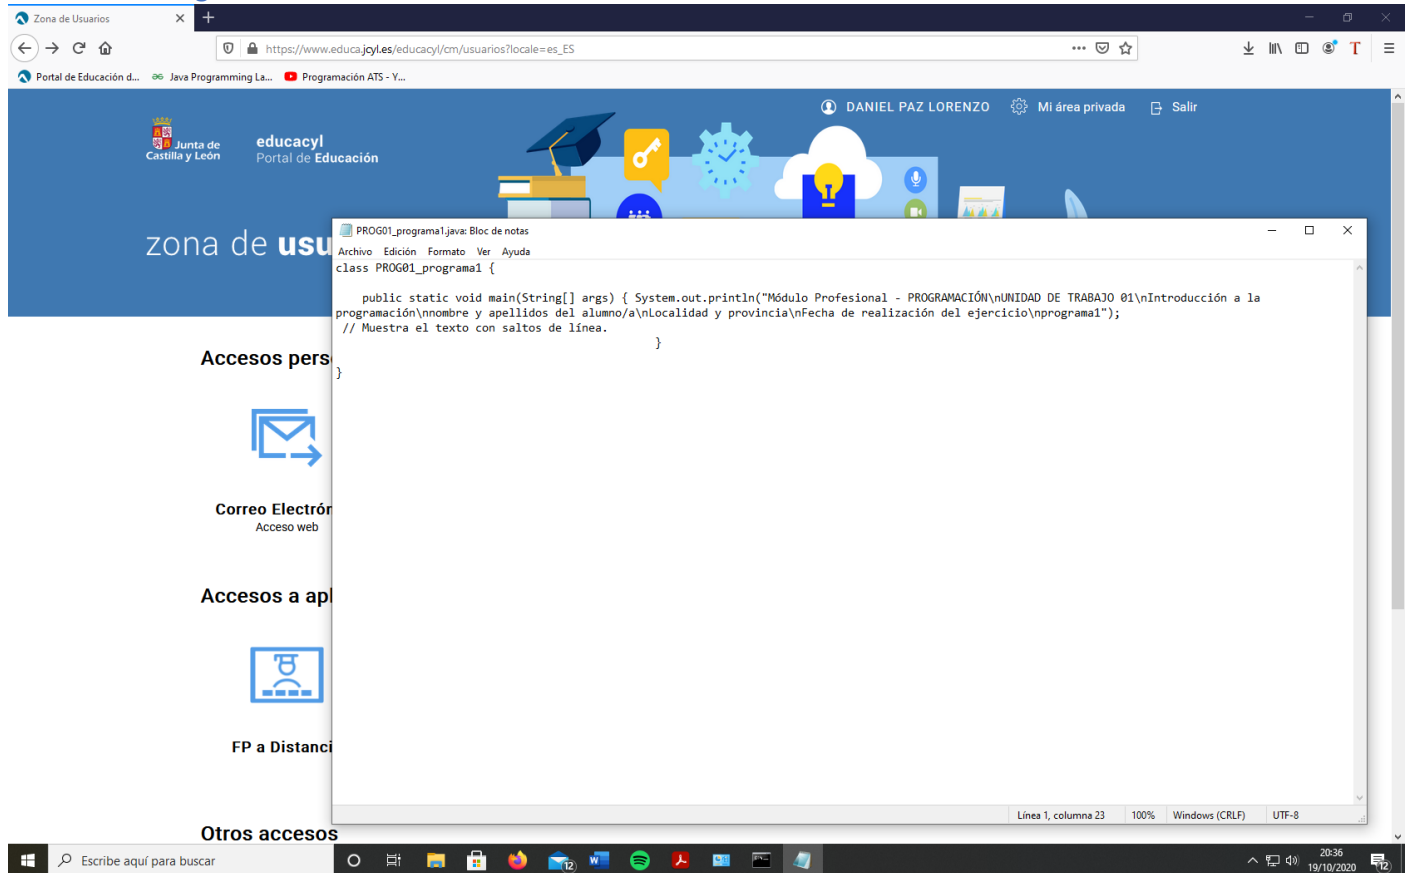 Zona de Usuarios
https://www.educa.jcyl.es/educacyl/cm/usuarios?locale=es_ES
T
Portal de Educación d...
Java Programming La...
Programación ATS - Y...
DANIEL PAZ LORENZO
Mi área privada
Salir
Junta de
Castilla y León
educacyl
Portal de Educación
zona de usu
PROG01_programa1.java: Bloc de notas
Archivo Edición Formato Ver Ayuda
class PROG01_programa1 {
public static void main(String[] args) { System.out.println("Módulo Profesional - PROGRAMACIÓN\nUNIDAD DE TRABAJO 01\nIntroducción a la
programación\nnombre y apellidos del alumno/a\nLocalidad y provincia\nFecha de realización del ejercicio\nprograma1");
// Muestra el texto con saltos de línea.
}
}
Accesos pers
Correo Electrór
Acceso web
Accesos a apl
FP a Distanci
Otros accesos
Línea 1, columna 23
100%
Windows (CRLF)
UTF-8
Escribe aquí para buscar
12
W
20:36
19/10/2020
12